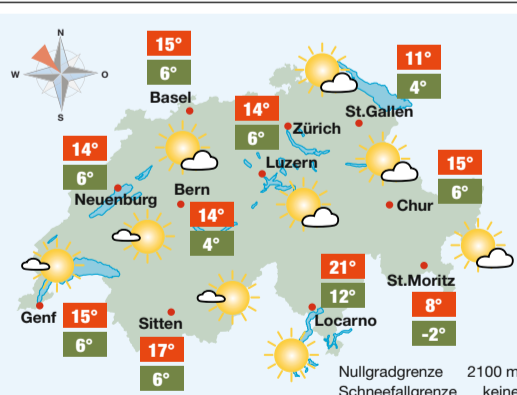 N
W O
S
15°
6°
Basel
11°
4°
St.Gallen
14°
6°
Zürich
Luzern
14°
6°
Neuenburg
Bern
14°
4°
15°
6°
Chur
Genf
15°
6°
Sitten
17°
6°
21°
12°
Locarno
St.Moritz
8°
-2°
Nullgradgrenze 2100 m
Schneefallgrenze keine